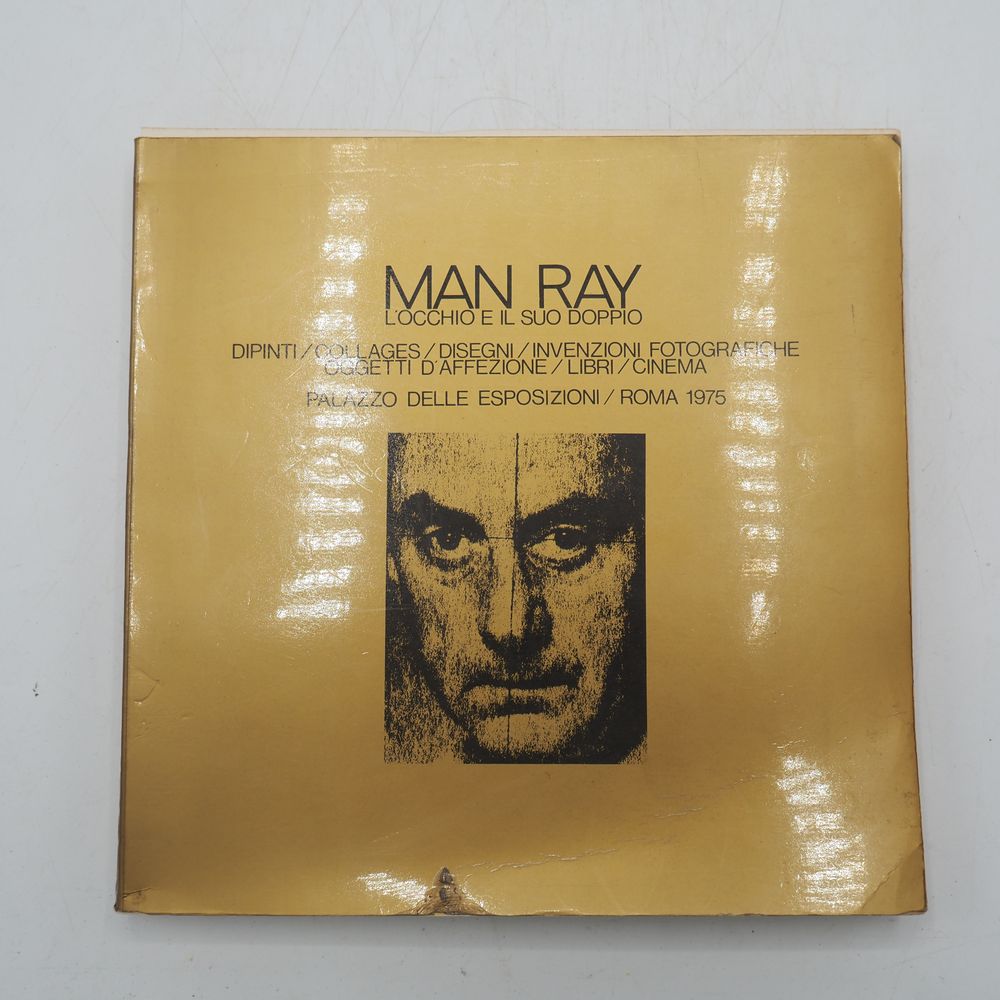 MAN RAY
L'OCCHIO E IL SUO DOPPIO
DIPINTI/COLLAGES/DISEGNI/INVENZIONI FOTOGRAFICHE
OGGETTI D'AFFEZIONE/LIBRI/CINEMA
PALAZZO DELLE ESPOSIZIONI/ROMA 1975